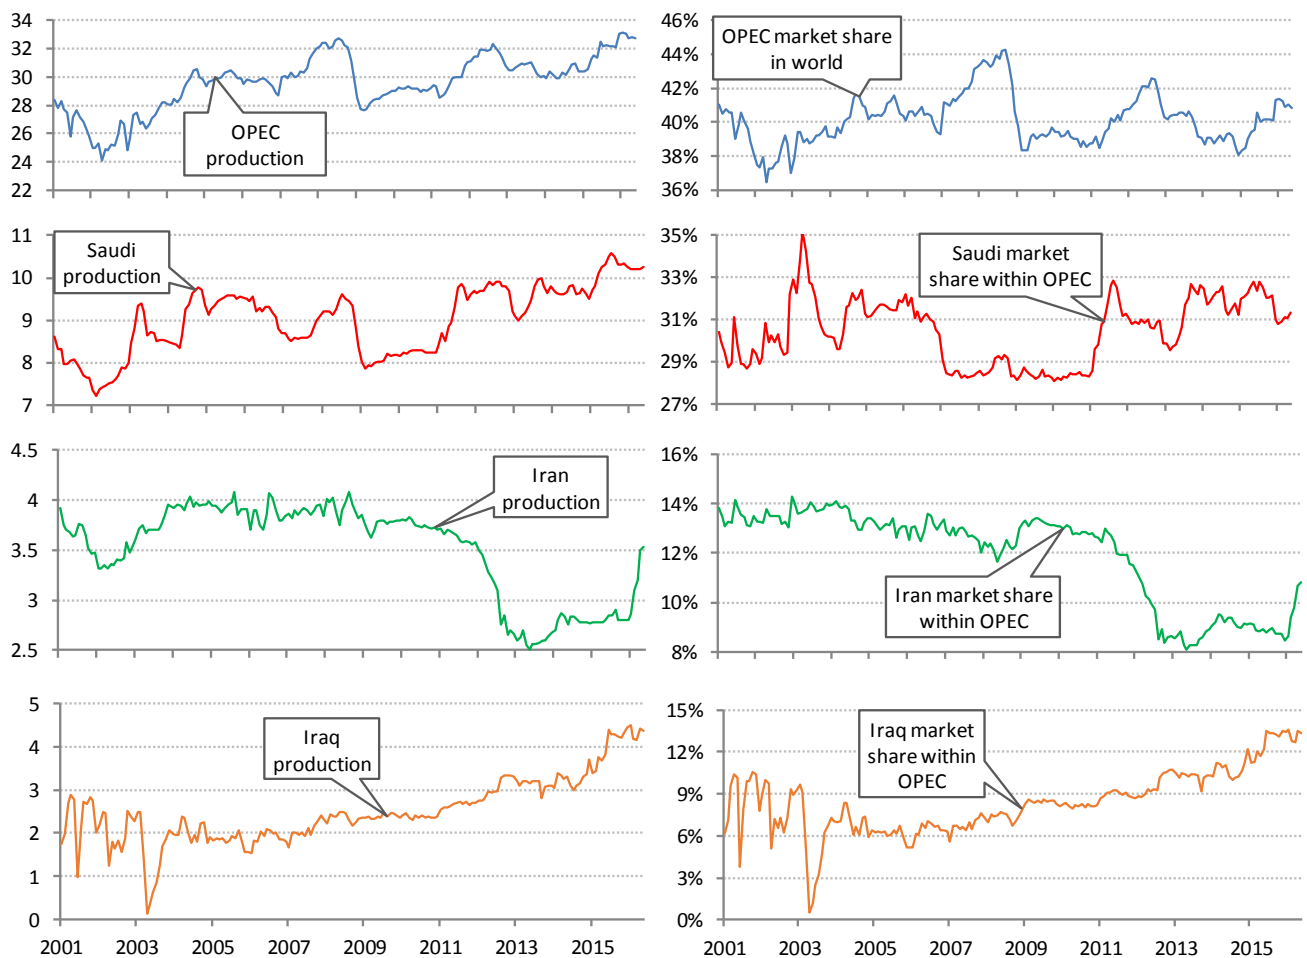 34
32
30
28
26
24
22
OPEC
production
46%
44%
42%
40%
38%
36%
OPEC market share
in world
11
10
9
8
7
Saudi
production
35%
33%
31%
29%
27%
Saudi market
share within OPEC
4.5
4
3.5
3
2.5
Iran
production
16%
14%
12%
10%
8%
Iran market share
within OPEC
5
4
3
2
1
0
Iraq
production
2001 2003 2005 2007 2009 2011 2013 2015
15%
12%
9%
6%
3%
0%
Iraq market
share within
OPEC
2001 2003 2005 2007 2009 2011 2013 2015